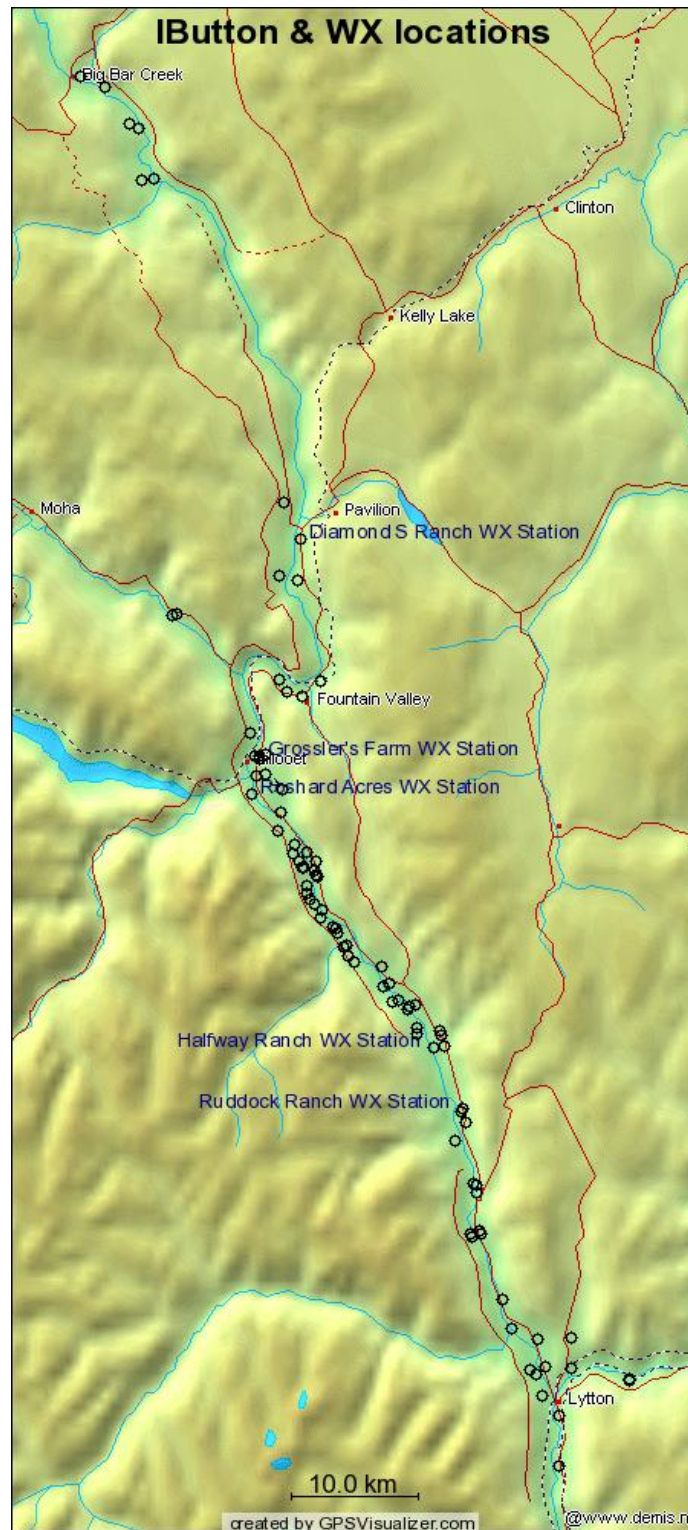 IButton & WX locations
Big Bar Creek
Clinton
Kelly Lake
Moha
Pavilion
Diamond S Ranch WX Station
Fountain Valley
Grossler's Farm WX Station
Lillooet
Roshard Acres WX Station
Halfway Ranch WX Station
Ruddock Ranch WX Station
Lytton
10.0 km
created by GPSVisualizer.com
@www.demis.n